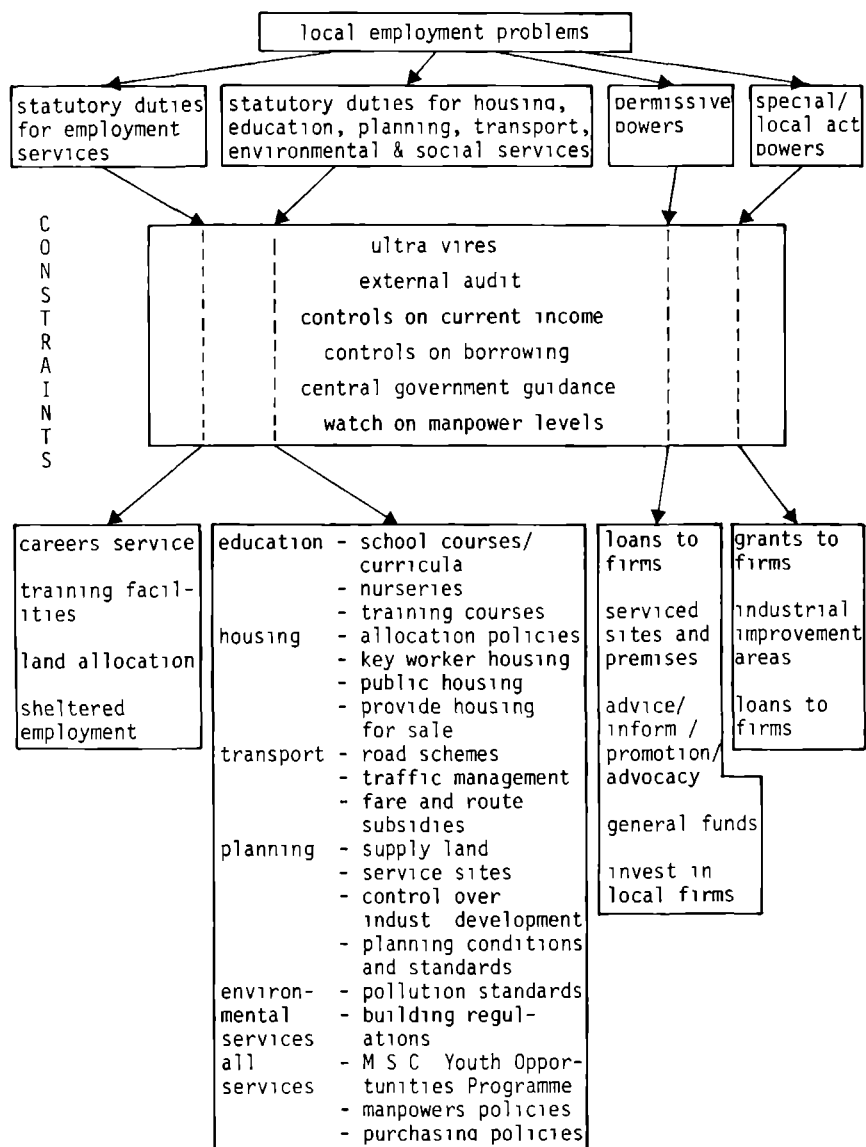 local employment problems
statutory duties
for employment
services
statutory duties for housing,
education, planning, transport,
environmental & social services
permissive
powers
special/
local act
powers
CONSTRAINTS
ultra vires
external audit
controls on current income
controls on borrowing
central government guidance
watch on manpower levels
careers service
training facil-
ities
land allocation
sheltered
employment
education - school courses/
curricula
- nurseries
- training courses
housing - allocation policies
- key worker housing
- public housing
- provide housing
for sale
transport - road schemes
- traffic management
- fare and route
subsidies
planning - supply land
- service sites
- control over
indust development
- planning conditions
and standards
environ- - pollution standards
mental - building regul-
services ations
all - M S C Youth Oppor-
services tunities Programme
- manpowers policies
- purchasing policies
loans to
firms
serviced
sites and
premises
advice/
inform /
promotion/
advocacy
general funds
invest in
local firms
grants to
firms
industrial
improvement
areas
loans to
firms